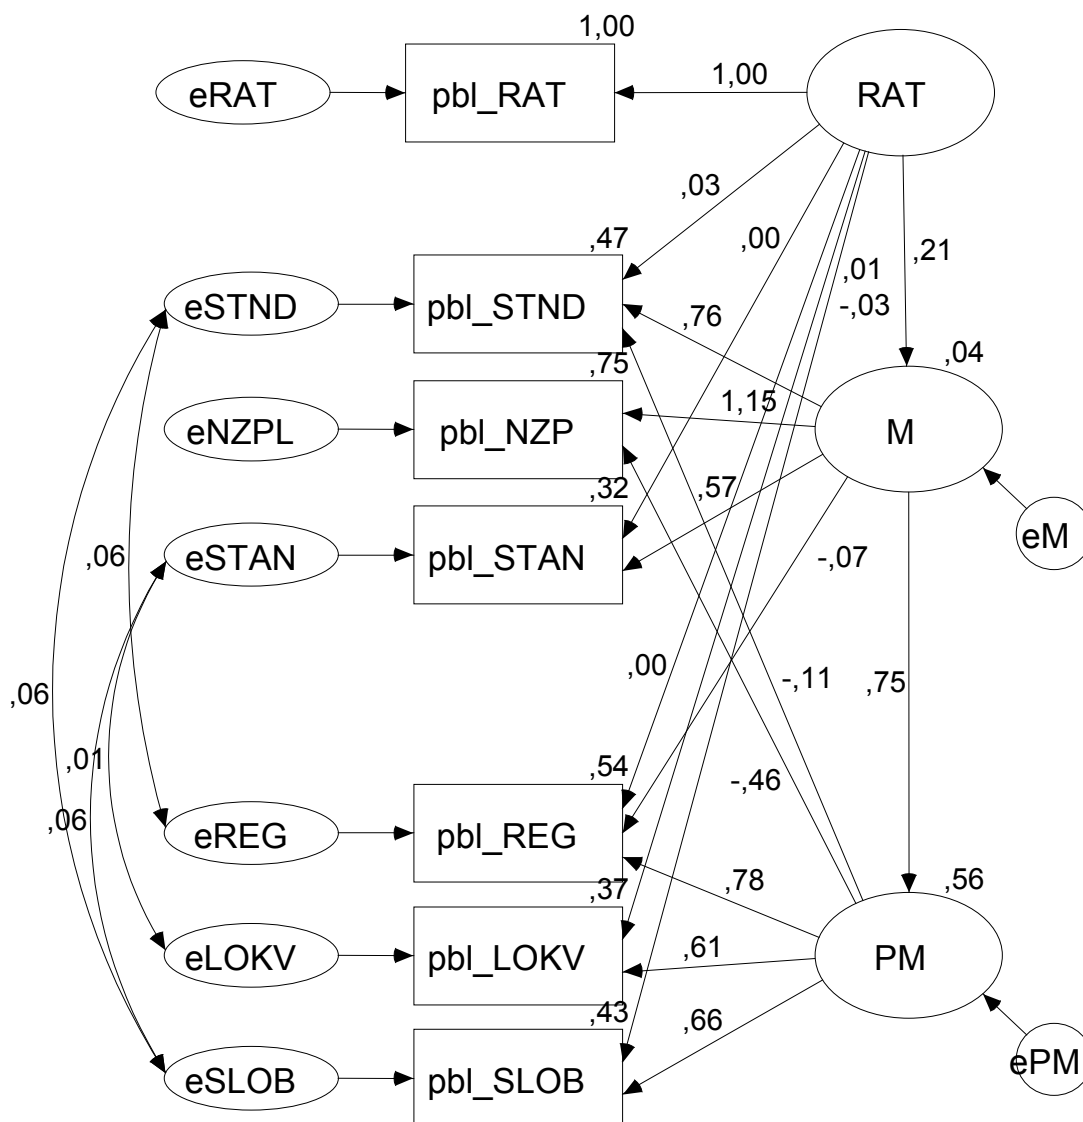 1,00
eRAT
pbl_RAT
1,00
RAT
,03
,47
,00
,01
,21
-,03
eSTND
pbl_STND
,76
,75
,04
eNZPL
pbl_NZP
1,15
M
,32
,57
eSTAN
pbl_STAN
eM
,06
-,07
,00
-,11
,75
,06
,01
,54
-,46
,06
eREG
pbl_REG
,37
,78
,56
eLOKV
pbl_LOKV
,61
PM
,43
,66
eSLOB
pbl_SLOB
ePM